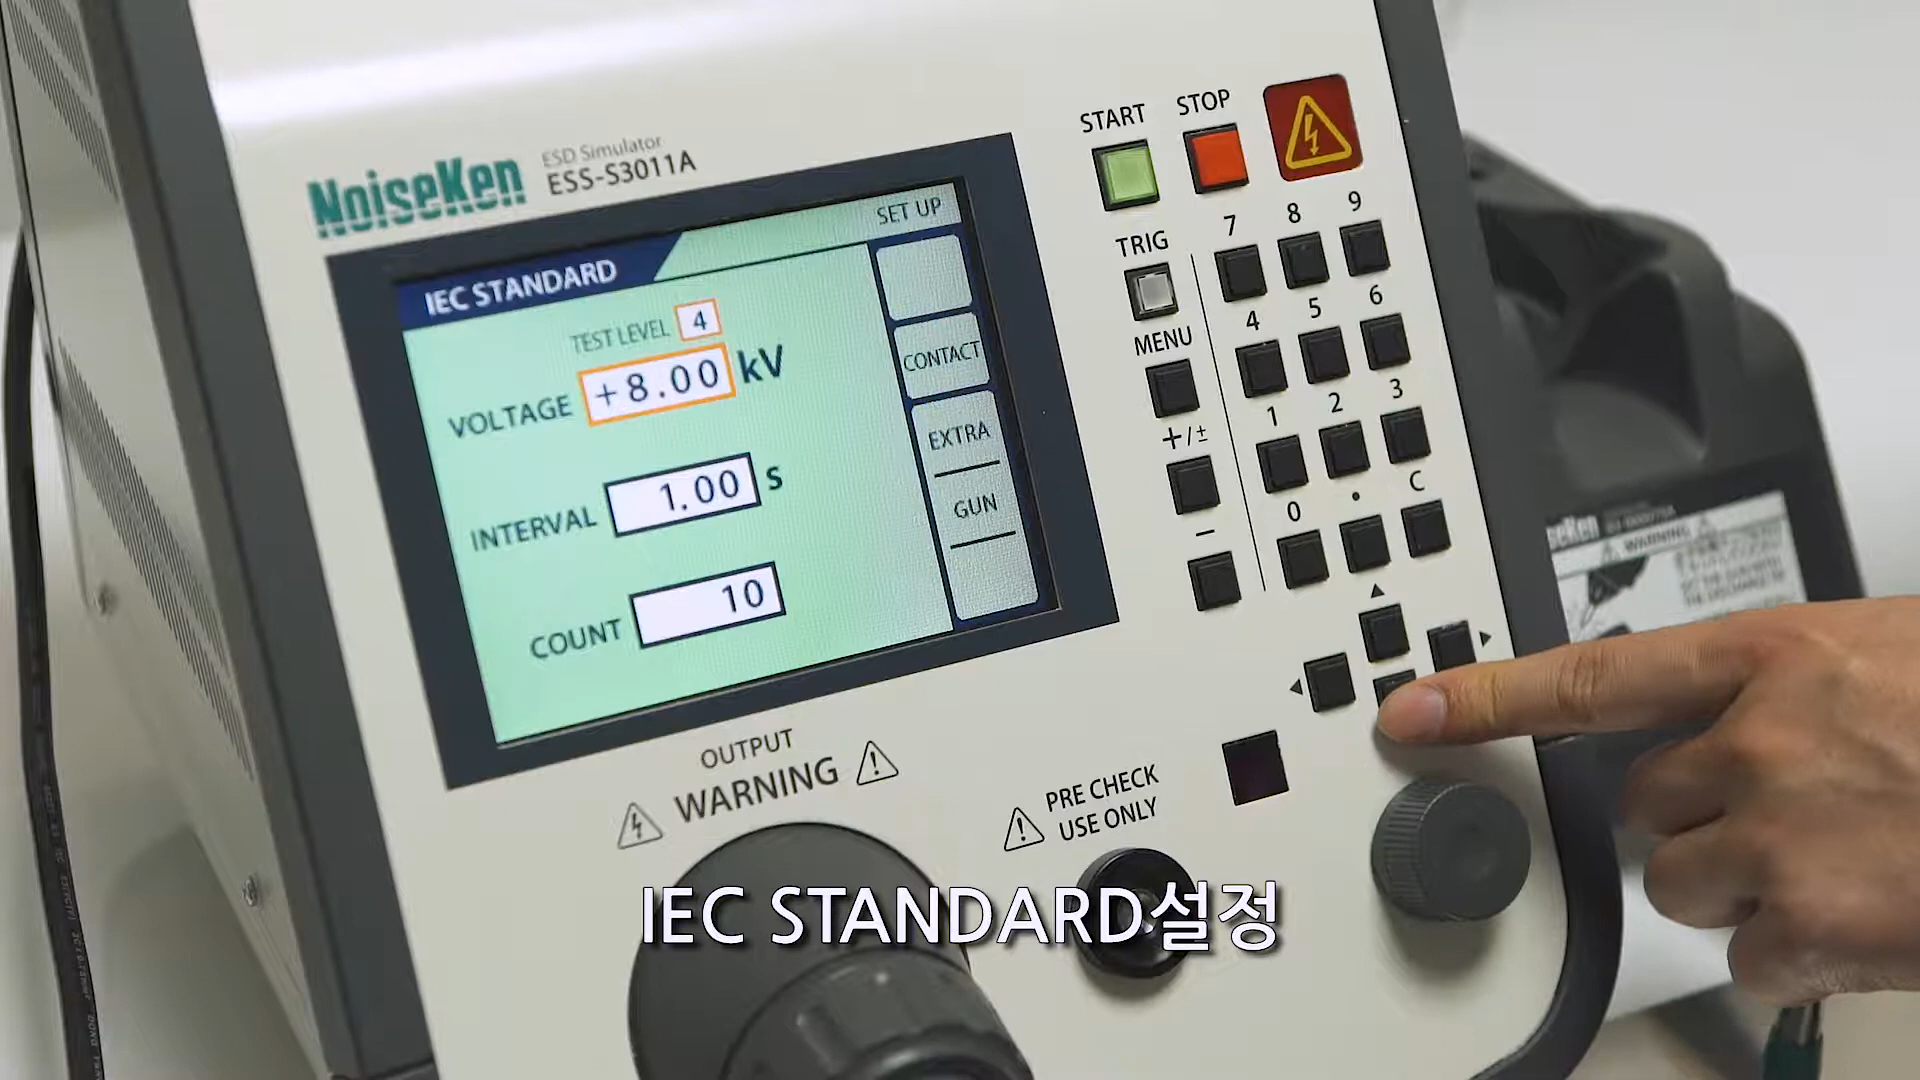 NoiseKen
ESD Simulator
ESS-S3011A
SET UP
IEC STANDARD
TEST LEVEL 4
VOLTAGE +8.00 kV
INTERVAL 1.00 s
COUNT 10
CONTACT
EXTRA
GUN
START STOP
TRIG
MENU
+/±
−
7 8 9
4 5 6
1 2 3
0 • C
OUTPUT
WARNING
PRE CHECK
USE ONLY
WARNING
IEC STANDARD설정